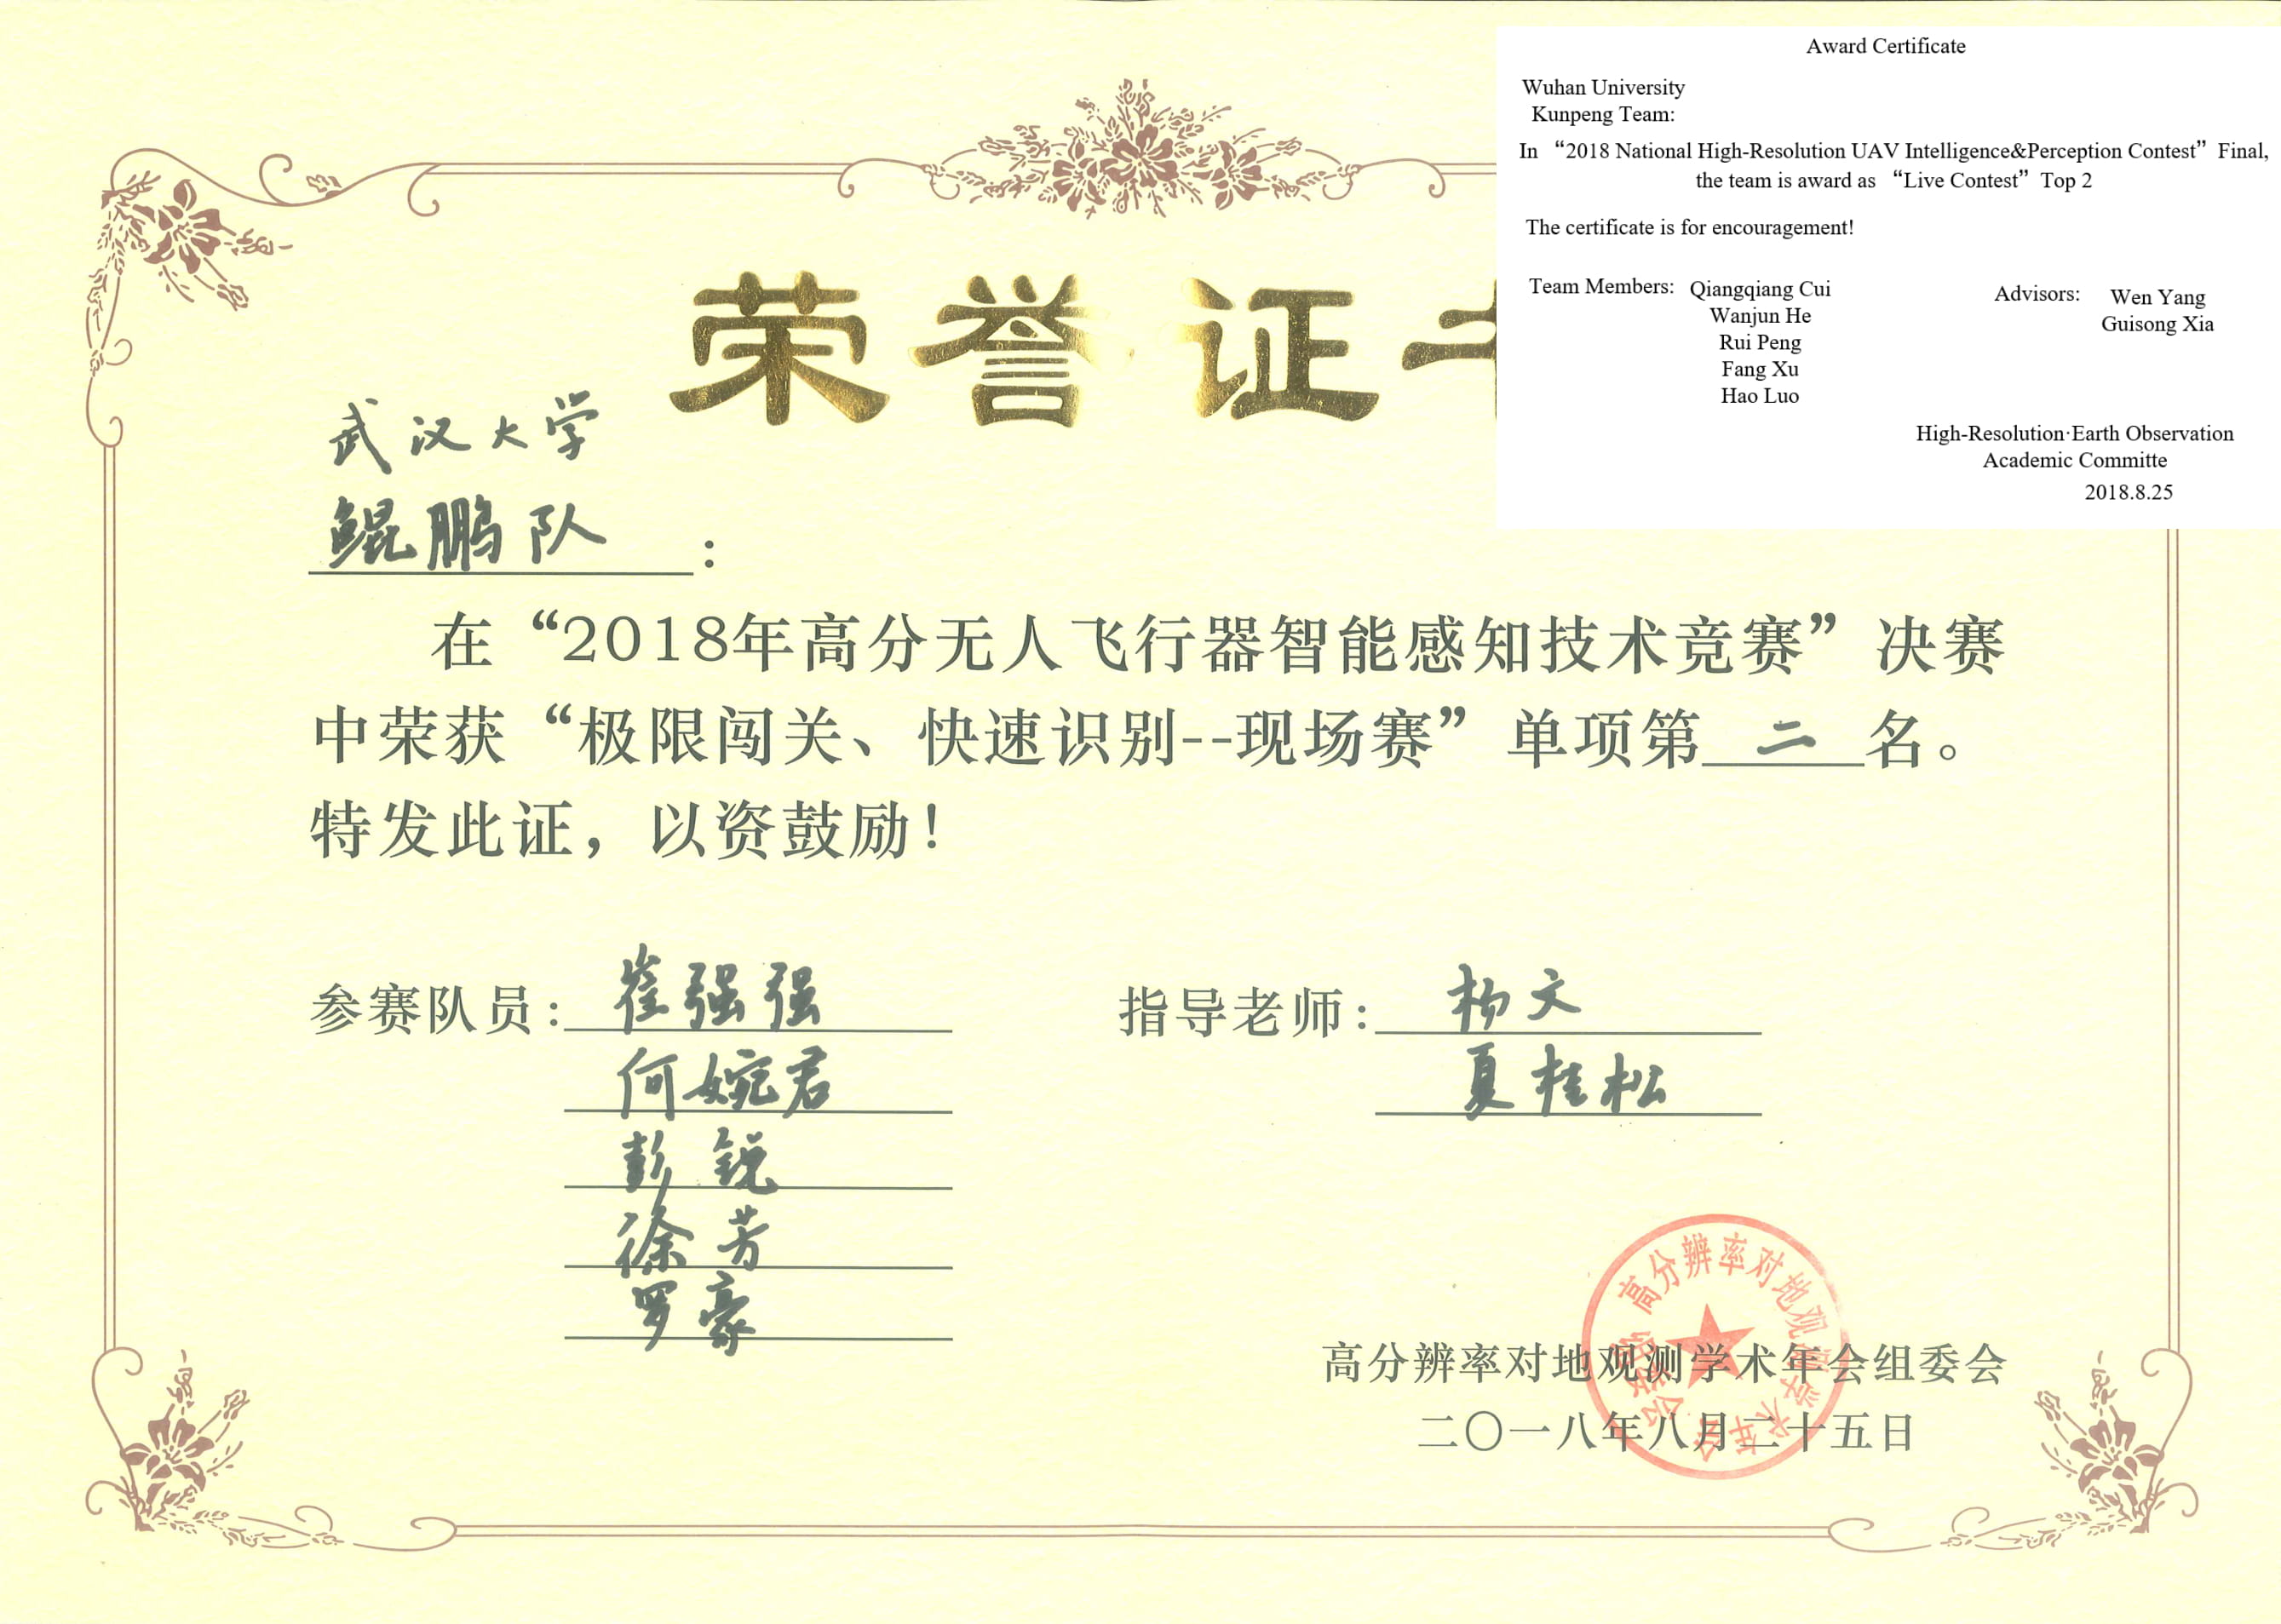 Award Certificate
Wuhan University
Kunpeng Team:
In “2018 National High-Resolution UAV Intelligence&Perception Contest” Final,
the team is award as “Live Contest” Top 2
The certificate is for encouragement!
Team Members: Qiangqiang Cui
Wanjun He
Rui Peng
Fang Xu
Hao Luo
Advisors: Wen Yang
Guisong Xia
High-Resolution·Earth Observation
Academic Committe
2018.8.25
荣誉证
武汉大学
鲲鹏队:
在“2018年高分无人飞行器智能感知技术竞赛”决赛
中荣获“极限闯关、快速识别--现场赛”单项第二名。
特发此证，以资鼓励！
参赛队员:崔强强
何婉君
彭锐
徐芳
罗豪
指导老师:杨文
夏桂松
高分辨率对地观测学术年会组委会
二〇一八年八月二十五日
高分辨率对地观测学术年会组委会